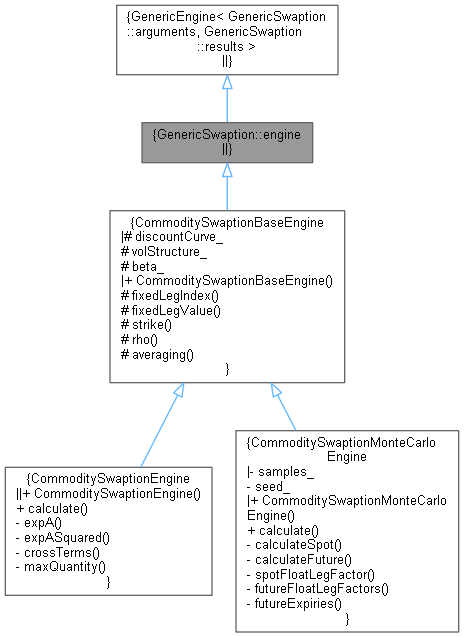 {GenericEngine< GenericSwaption
::arguments, GenericSwaption
::results >
||}
{GenericSwaption::engine
||}
{CommoditySwaptionBaseEngine
|# discountCurve_
# volStructure_
# beta_
|+ CommoditySwaptionBaseEngine()
# fixedLegIndex()
# fixedLegValue()
# strike()
# rho()
# averaging()
}
{CommoditySwaptionEngine
||+ CommoditySwaptionEngine()
+ calculate()
- expA()
- expASquared()
- crossTerms()
- maxQuantity()
}
{CommoditySwaptionMonteCarlo
Engine
|- samples_
- seed_
|+ CommoditySwaptionMonteCarlo
Engine()
+ calculate()
- calculateSpot()
- calculateFuture()
- spotFloatLegFactor()
- futureFloatLegFactors()
- futureExpiries()
}